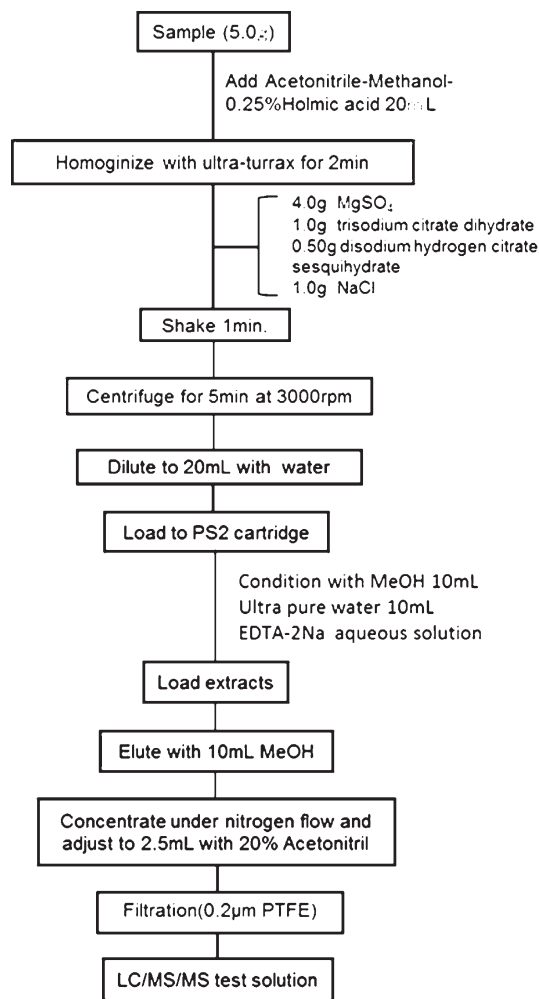 Sample (5.0
Add Acetonitrile-Methanol-
0.25%Holmic acid 20 L
Homoginize with ultra-turrax for 2min
4.0g MgSO₄
1.0g trisodium citrate dihydrate
0.50g disodium hydrogen citrate
sesquihydrate
1.0g NaCl
Shake 1min.
Centrifuge for 5min at 3000rpm
Dilute to 20mL with water
Load to PS2 cartridge
Condition with MeOH 10mL
Ultra pure water 10mL
EDTA-2Na aqueous solution
Load extracts
Elute with 10mL MeOH
Concentrate under nitrogen flow and
adjust to 2.5mL with 20% Acetonitril
Filtration(0.2µm PTFE)
LC/MS/MS test solution